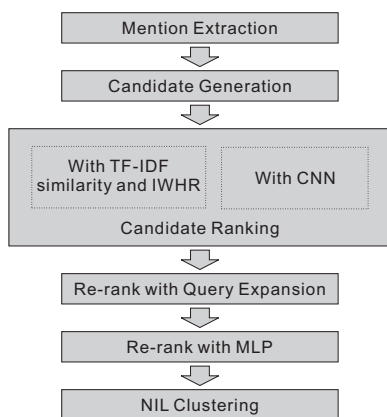 Mention Extraction
Candidate Generation
With TF-IDF
similarity and IWHR
With CNN
Candidate Ranking
Re-rank with Query Expansion
Re-rank with MLP
NIL Clustering